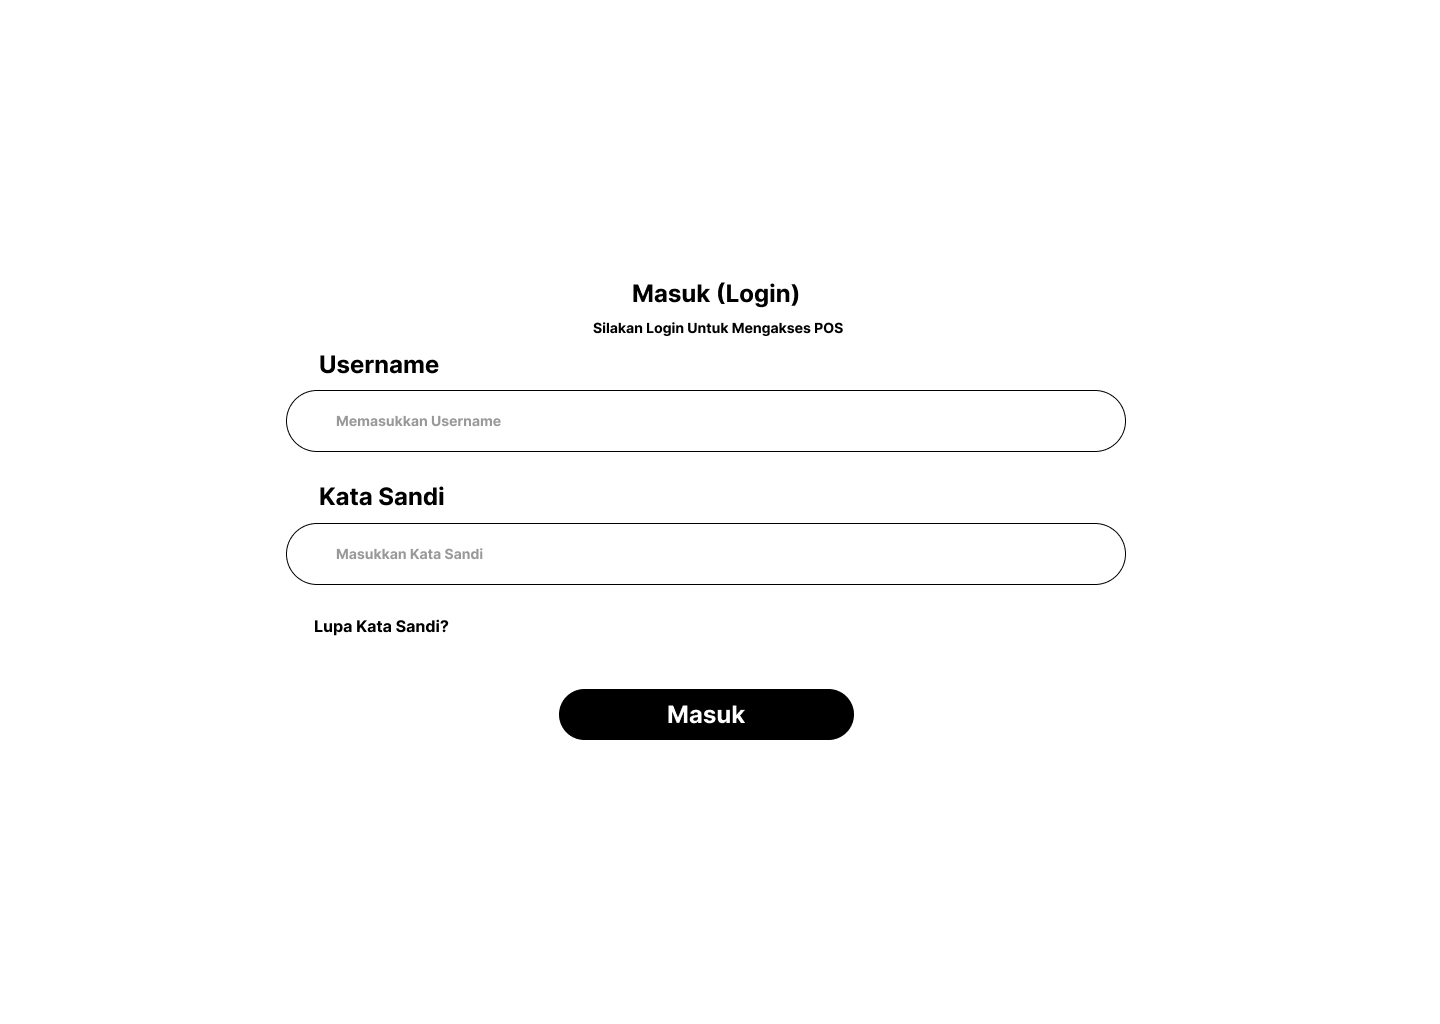 Masuk (Login)
Silakan Login Untuk Mengakses POS
Username
Memasukkan Username
Kata Sandi
Masukkan Kata Sandi
Lupa Kata Sandi?
Masuk